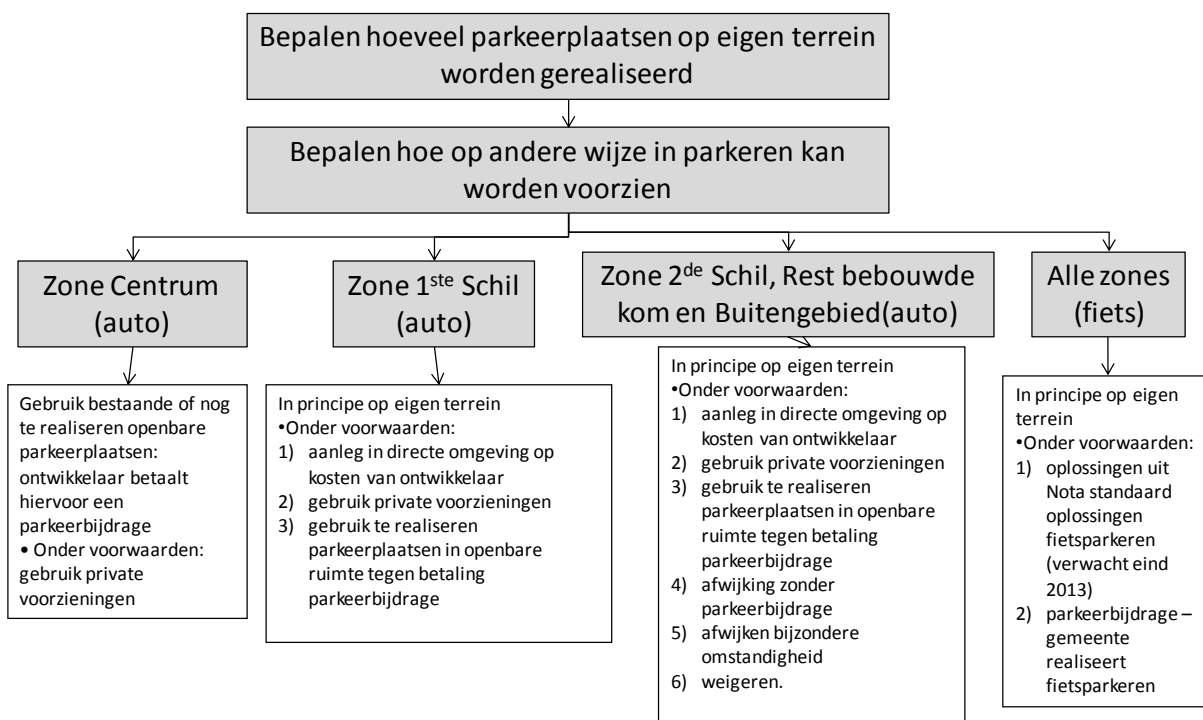 Bepalen hoeveel parkeerplaatsen op eigen terrein
worden gerealiseerd
Bepalen hoe op andere wijze in parkeren kan
worden voorzien
Zone Centrum
(auto)
Gebruik bestaande of nog
te realiseren openbare
parkeerplaatsen:
ontwikkelaar betaalt
hiervoor een
parkeerbijdrage
• Onder voorwaarden:
gebruik private
voorzieningen
Zone 1ste Schil
(auto)
In principe op eigen terrein
•Onder voorwaarden:
1) aanleg in directe omgeving op
kosten van ontwikkelaar
2) gebruik private voorzieningen
3) gebruik te realiseren
parkeerplaatsen in openbare
ruimte tegen betaling
parkeerbijdrage
Zone 2de Schil, Rest bebouwde
kom en Buitengebied(auto)
In principe op eigen terrein
•Onder voorwaarden:
1) aanleg in directe omgeving op
kosten van ontwikkelaar
2) gebruik private voorzieningen
3) gebruik te realiseren
parkeerplaatsen in openbare
ruimte tegen betaling
parkeerbijdrage
4) afwijking zonder
parkeerbijdrage
5) afwijken bijzondere
omstandigheid
6) weigeren.
Alle zones
(fiets)
In principe op eigen
terrein
•Onder voorwaarden:
1) oplossingen uit
Nota standaard
oplossingen
fietsparkeren
(verwacht eind
2013)
2) parkeerbijdrage –
gemeente
realiseert
fietsparkeren